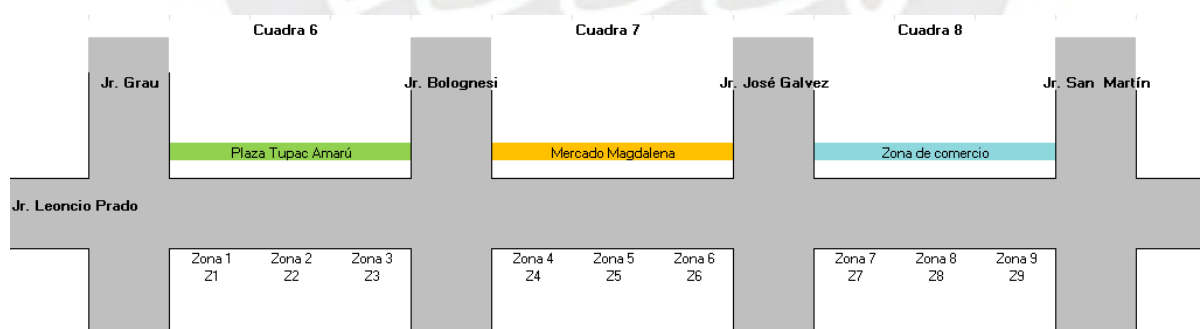 Cuadra 6 Cuadra 7 Cuadra 8
Jr. Grau Jr. Bolognesi Jr. José Galvez Jr. San Martín
Plaza Tupac Amarú Mercado Magdalena Zona de comercio
Jr. Leoncio Prado
Zona 1 Zona 2 Zona 3 Zona 4 Zona 5 Zona 6 Zona 7 Zona 8 Zona 9
Z1 Z2 Z3 Z4 Z5 Z6 Z7 Z8 Z9